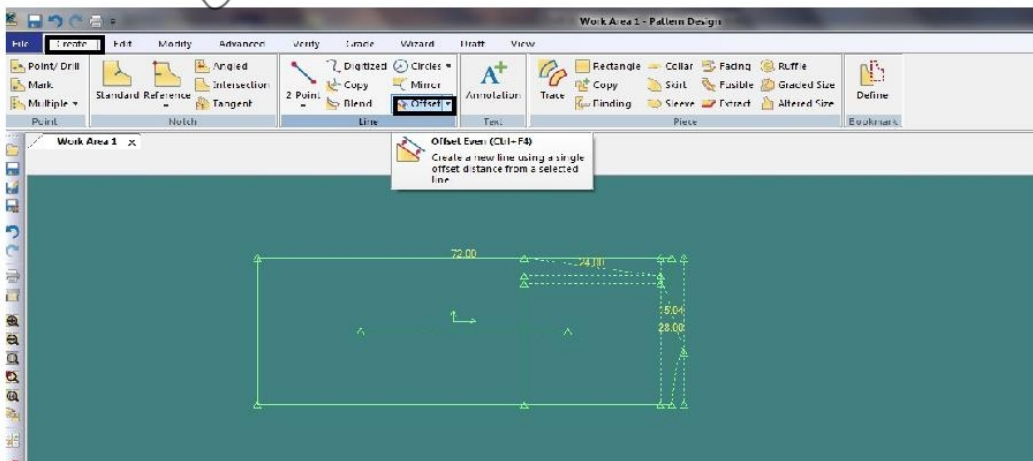 Work Area 1 - Pattern Design
File Create Edit Modify Advanced Verify Grade Wizard Draft View
Point/ Drill Angled Digitized Circles Rectangle Collar Facing Ruffle
Mark Standard Reference Intersection 2 Point Copy Mirror Annotation Trace Copy Skirt Fusible Graded Size Define
Multiple Tangent Blend Offset Binding Sleeve Extract Altered Size
Point Notch Line Text Piece Bookmark
Work Area 1 x
Offset Even (Ctrl+F4)
Create a new line using a single
offset distance from a selected
line
72.00
24.00
5.04
28.00